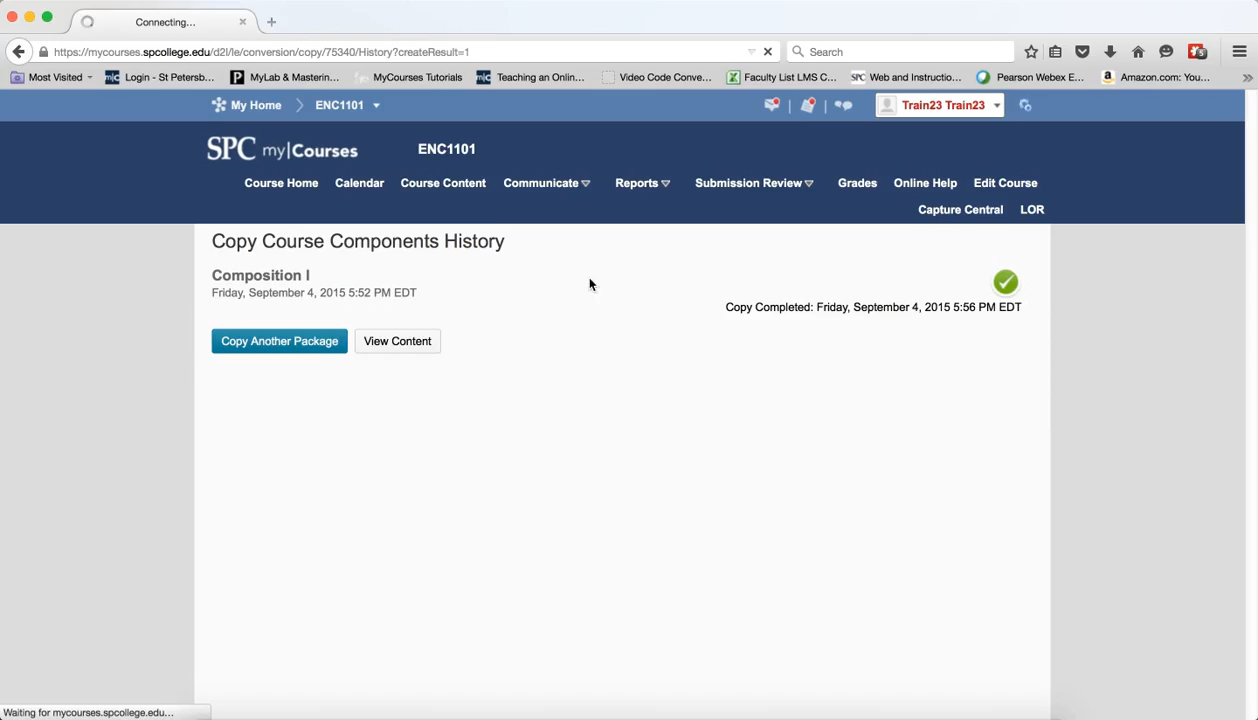 Connecting...
https://mycourses.spcollege.edu/d2l/le/conversion/copy/75340/History?createResult=1
Search
5
Most Visited
Login - St Petersb...
MyLab & Mastering...
MyCourses Tutorials
Teaching an Onlin...
Video Code Conve...
Faculty List LMS C...
Web and Instructio...
Pearson Webex E...
Amazon.com: You...
My Home
ENC1101
Train23 Train23
SPC my|Courses
ENC1101
Course Home
Calendar
Course Content
Communicate
Reports
Submission Review
Grades
Online Help
Edit Course
Capture Central
LOR
Copy Course Components History
Composition I
Friday, September 4, 2015 5:52 PM EDT
Copy Completed: Friday, September 4, 2015 5:56 PM EDT
Copy Another Package
View Content
Waiting for mycourses.spcollege.edu...